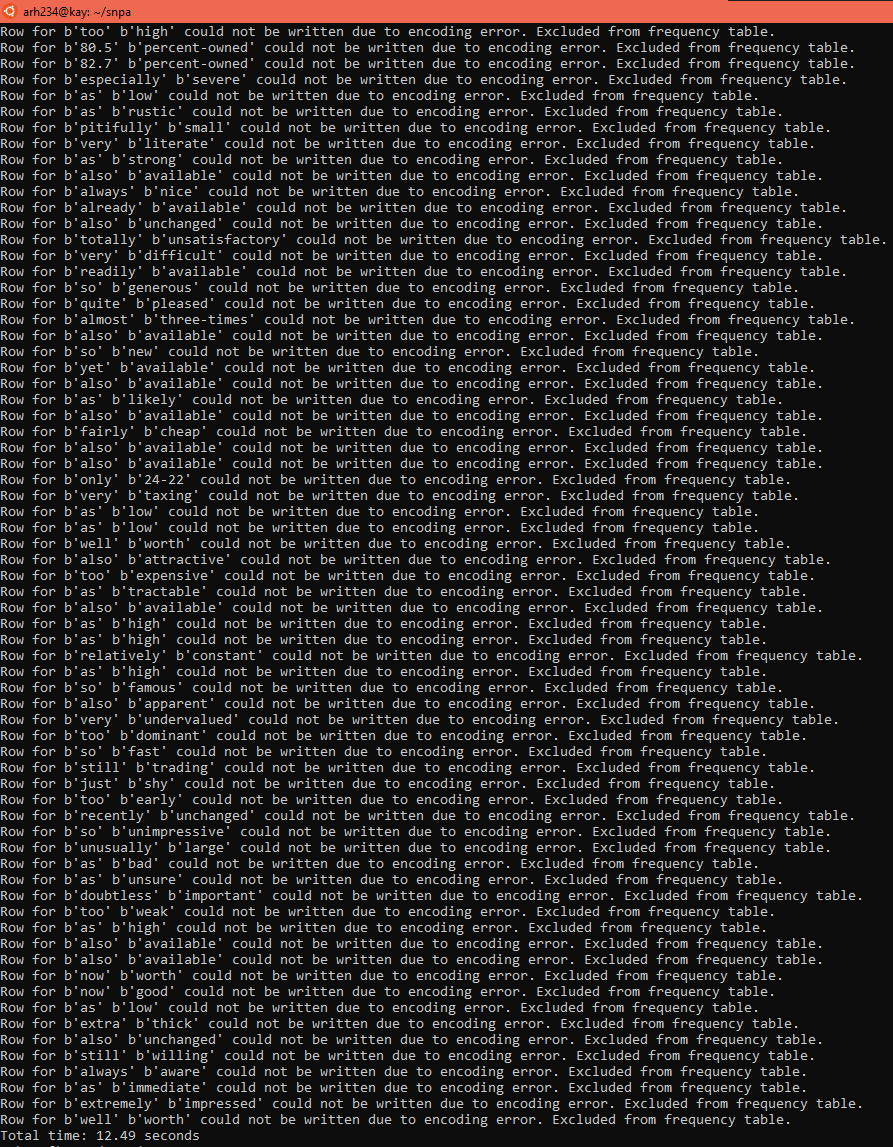 arh234@kay: ~/snpa
Row for b'too' b'high' could not be written due to encoding error. Excluded from frequency table.
Row for b'80.5' b'percent-owned' could not be written due to encoding error. Excluded from frequency table.
Row for b'82.7' b'percent-owned' could not be written due to encoding error. Excluded from frequency table.
Row for b'especially' b'severe' could not be written due to encoding error. Excluded from frequency table.
Row for b'as' b'low' could not be written due to encoding error. Excluded from frequency table.
Row for b'as' b'rustic' could not be written due to encoding error. Excluded from frequency table.
Row for b'pitifully' b'small' could not be written due to encoding error. Excluded from frequency table.
Row for b'very' b'literate' could not be written due to encoding error. Excluded from frequency table.
Row for b'as' b'strong' could not be written due to encoding error. Excluded from frequency table.
Row for b'also' b'available' could not be written due to encoding error. Excluded from frequency table.
Row for b'always' b'nice' could not be written due to encoding error. Excluded from frequency table.
Row for b'already' b'available' could not be written due to encoding error. Excluded from frequency table.
Row for b'also' b'unchanged' could not be written due to encoding error. Excluded from frequency table.
Row for b'totally' b'unsatisfactory' could not be written due to encoding error. Excluded from frequency table.
Row for b'very' b'difficult' could not be written due to encoding error. Excluded from frequency table.
Row for b'readily' b'available' could not be written due to encoding error. Excluded from frequency table.
Row for b'so' b'generous' could not be written due to encoding error. Excluded from frequency table.
Row for b'quite' b'pleased' could not be written due to encoding error. Excluded from frequency table.
Row for b'almost' b'three-times' could not be written due to encoding error. Excluded from frequency table.
Row for b'also' b'available' could not be written due to encoding error. Excluded from frequency table.
Row for b'so' b'new' could not be written due to encoding error. Excluded from frequency table.
Row for b'yet' b'available' could not be written due to encoding error. Excluded from frequency table.
Row for b'also' b'available' could not be written due to encoding error. Excluded from frequency table.
Row for b'as' b'likely' could not be written due to encoding error. Excluded from frequency table.
Row for b'also' b'available' could not be written due to encoding error. Excluded from frequency table.
Row for b'fairly' b'cheap' could not be written due to encoding error. Excluded from frequency table.
Row for b'also' b'available' could not be written due to encoding error. Excluded from frequency table.
Row for b'also' b'available' could not be written due to encoding error. Excluded from frequency table.
Row for b'only' b'24-22' could not be written due to encoding error. Excluded from frequency table.
Row for b'very' b'taxing' could not be written due to encoding error. Excluded from frequency table.
Row for b'as' b'low' could not be written due to encoding error. Excluded from frequency table.
Row for b'as' b'low' could not be written due to encoding error. Excluded from frequency table.
Row for b'well' b'worth' could not be written due to encoding error. Excluded from frequency table.
Row for b'also' b'attractive' could not be written due to encoding error. Excluded from frequency table.
Row for b'too' b'expensive' could not be written due to encoding error. Excluded from frequency table.
Row for b'as' b'tractable' could not be written due to encoding error. Excluded from frequency table.
Row for b'also' b'available' could not be written due to encoding error. Excluded from frequency table.
Row for b'as' b'high' could not be written due to encoding error. Excluded from frequency table.
Row for b'as' b'high' could not be written due to encoding error. Excluded from frequency table.
Row for b'relatively' b'constant' could not be written due to encoding error. Excluded from frequency table.
Row for b'as' b'high' could not be written due to encoding error. Excluded from frequency table.
Row for b'so' b'famous' could not be written due to encoding error. Excluded from frequency table.
Row for b'also' b'apparent' could not be written due to encoding error. Excluded from frequency table.
Row for b'very' b'undervalued' could not be written due to encoding error. Excluded from frequency table.
Row for b'too' b'dominant' could not be written due to encoding error. Excluded from frequency table.
Row for b'so' b'fast' could not be written due to encoding error. Excluded from frequency table.
Row for b'still' b'trading' could not be written due to encoding error. Excluded from frequency table.
Row for b'just' b'shy' could not be written due to encoding error. Excluded from frequency table.
Row for b'too' b'early' could not be written due to encoding error. Excluded from frequency table.
Row for b'recently' b'unchanged' could not be written due to encoding error. Excluded from frequency table.
Row for b'so' b'unimpressive' could not be written due to encoding error. Excluded from frequency table.
Row for b'unusually' b'large' could not be written due to encoding error. Excluded from frequency table.
Row for b'as' b'bad' could not be written due to encoding error. Excluded from frequency table.
Row for b'as' b'unsure' could not be written due to encoding error. Excluded from frequency table.
Row for b'doubtless' b'important' could not be written due to encoding error. Excluded from frequency table.
Row for b'too' b'weak' could not be written due to encoding error. Excluded from frequency table.
Row for b'as' b'high' could not be written due to encoding error. Excluded from frequency table.
Row for b'also' b'available' could not be written due to encoding error. Excluded from frequency table.
Row for b'also' b'available' could not be written due to encoding error. Excluded from frequency table.
Row for b'now' b'worth' could not be written due to encoding error. Excluded from frequency table.
Row for b'now' b'good' could not be written due to encoding error. Excluded from frequency table.
Row for b'as' b'low' could not be written due to encoding error. Excluded from frequency table.
Row for b'extra' b'thick' could not be written due to encoding error. Excluded from frequency table.
Row for b'also' b'unchanged' could not be written due to encoding error. Excluded from frequency table.
Row for b'still' b'willing' could not be written due to encoding error. Excluded from frequency table.
Row for b'always' b'aware' could not be written due to encoding error. Excluded from frequency table.
Row for b'as' b'immediate' could not be written due to encoding error. Excluded from frequency table.
Row for b'extremely' b'impressed' could not be written due to encoding error. Excluded from frequency table.
Row for b'well' b'worth' could not be written due to encoding error. Excluded from frequency table.
Total time: 12.49 seconds